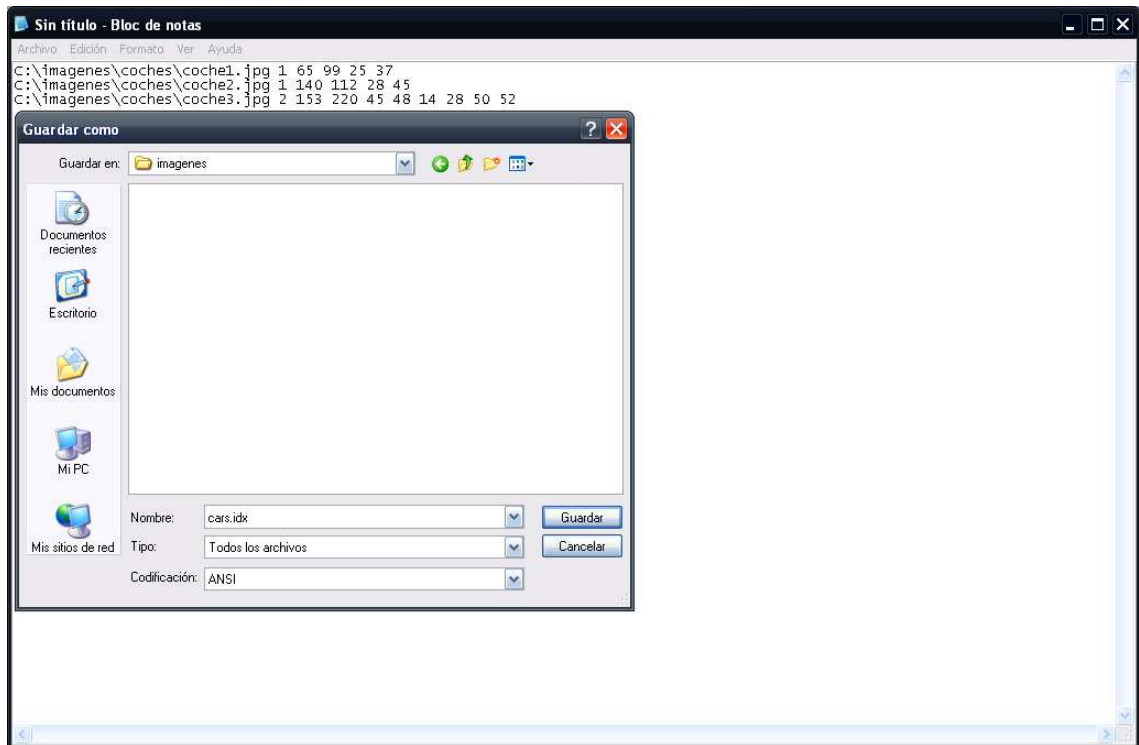 Sin título - Bloc de notas
Archivo Edición Formato Ver Ayuda
C:\imagenes\coches\coche1.jpg 1 65 99 25 37
C:\imagenes\coches\coche2.jpg 1 140 112 28 45
C:\imagenes\coches\coche3.jpg 2 153 220 45 48 14 28 50 52
Guardar como
Guardar en: imagenes
Documentos
recientes
Escritorio
Mis documentos
Mi PC
Mis sitios de red
Nombre: cars.idx Guardar
Tipo: Todos los archivos Cancelar
Codificación: ANSI